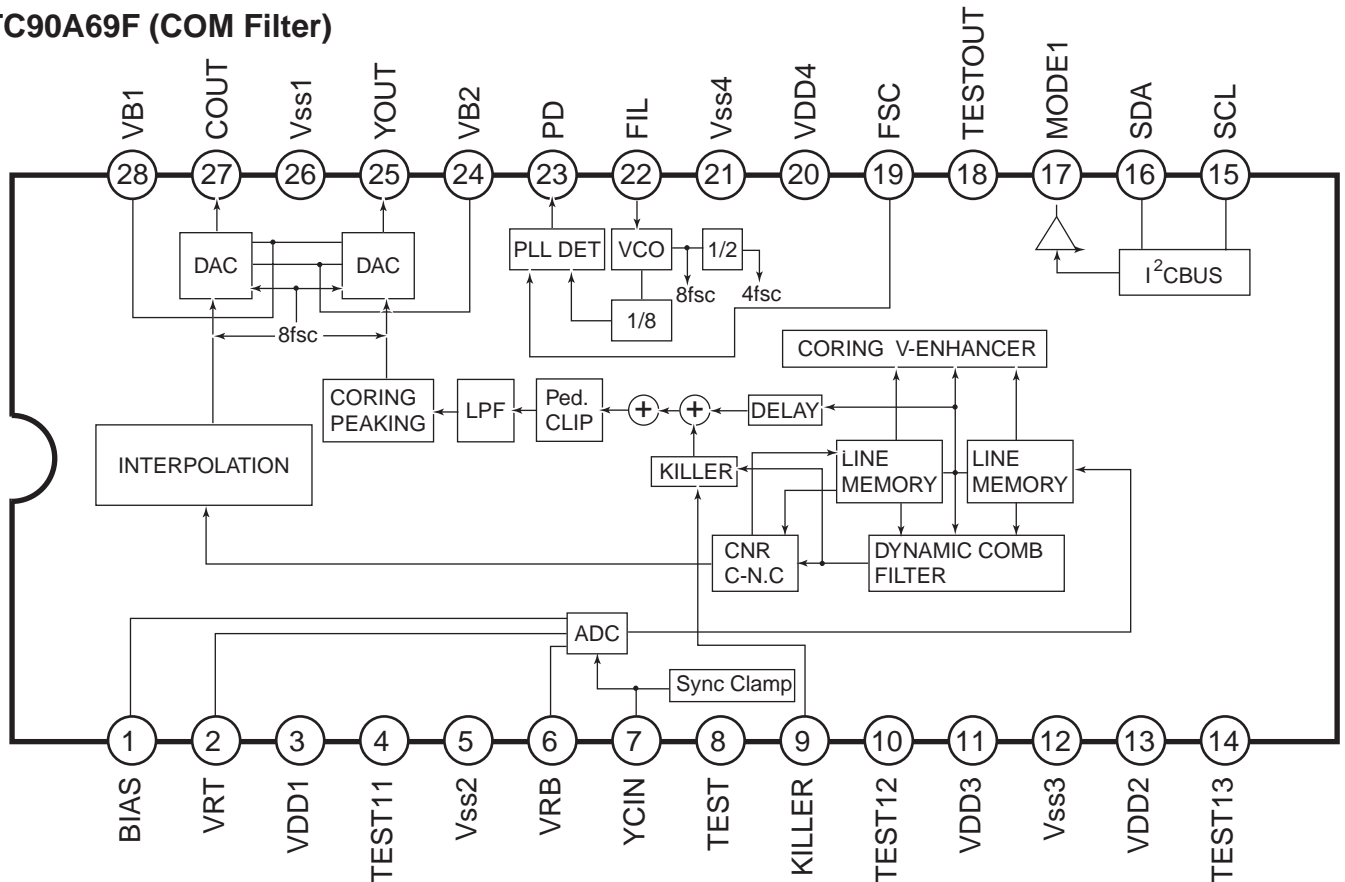 TC90A69F (COM Filter)
VB1
COUT
Vss1
YOUT
VB2
PD
FIL
Vss4
VDD4
FSC
TESTOUT
MODE1
SDA
SCL
28
27
26
25
24
23
22
21
20
19
18
17
16
15
DAC
DAC
PLL DET
VCO
1/2
8fsc
4fsc
1/8
I²CBUS
8fsc
CORING V-ENHANCER
CORING
PEAKING
LPF
Ped.
CLIP
+
+
DELAY
INTERPOLATION
KILLER
LINE
MEMORY
LINE
MEMORY
CNR
C-N.C
DYNAMIC COMB
FILTER
ADC
Sync Clamp
1
2
3
4
5
6
7
8
9
10
11
12
13
14
BIAS
VRT
VDD1
TEST11
Vss2
VRB
YCIN
TEST
KILLER
TEST12
VDD3
Vss3
VDD2
TEST13